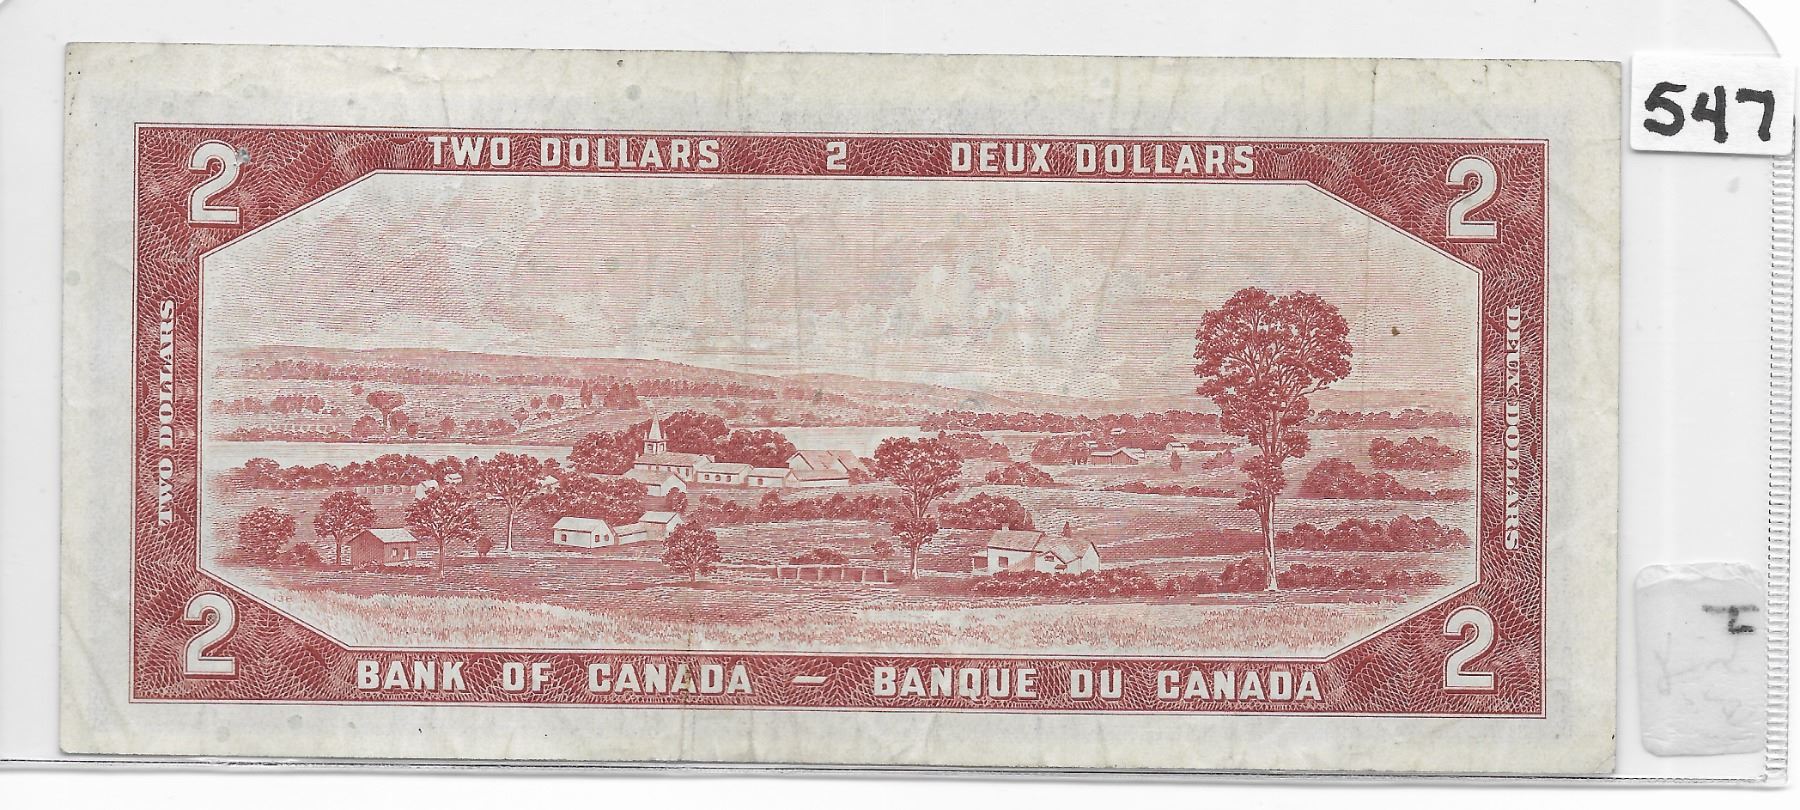 547
2 TWO DOLLARS 2 DEUX DOLLARS 2
TWO DOLLARS
DEUX DOLLARS
2 BANK OF CANADA — BANQUE DU CANADA 2